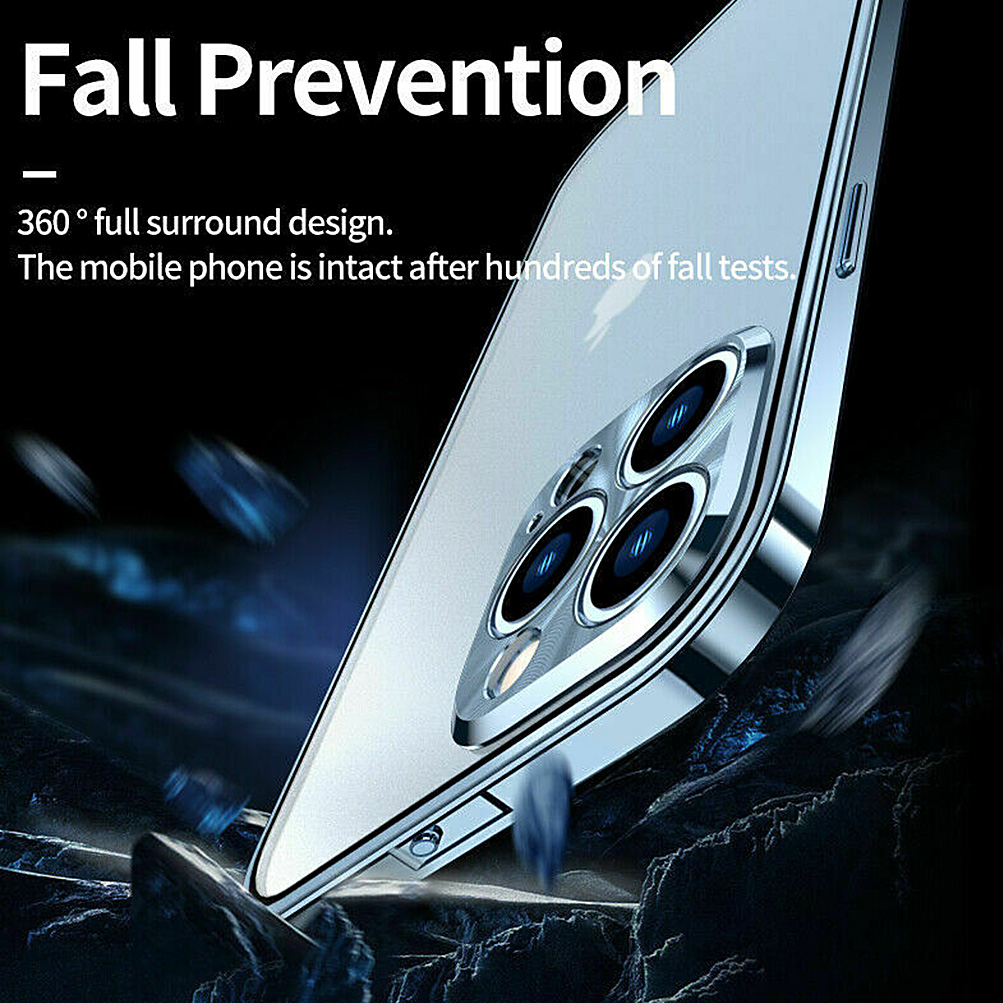 Fall Prevention
360 ° full surround design.
The mobile phone is intact after hundreds of fall tests.